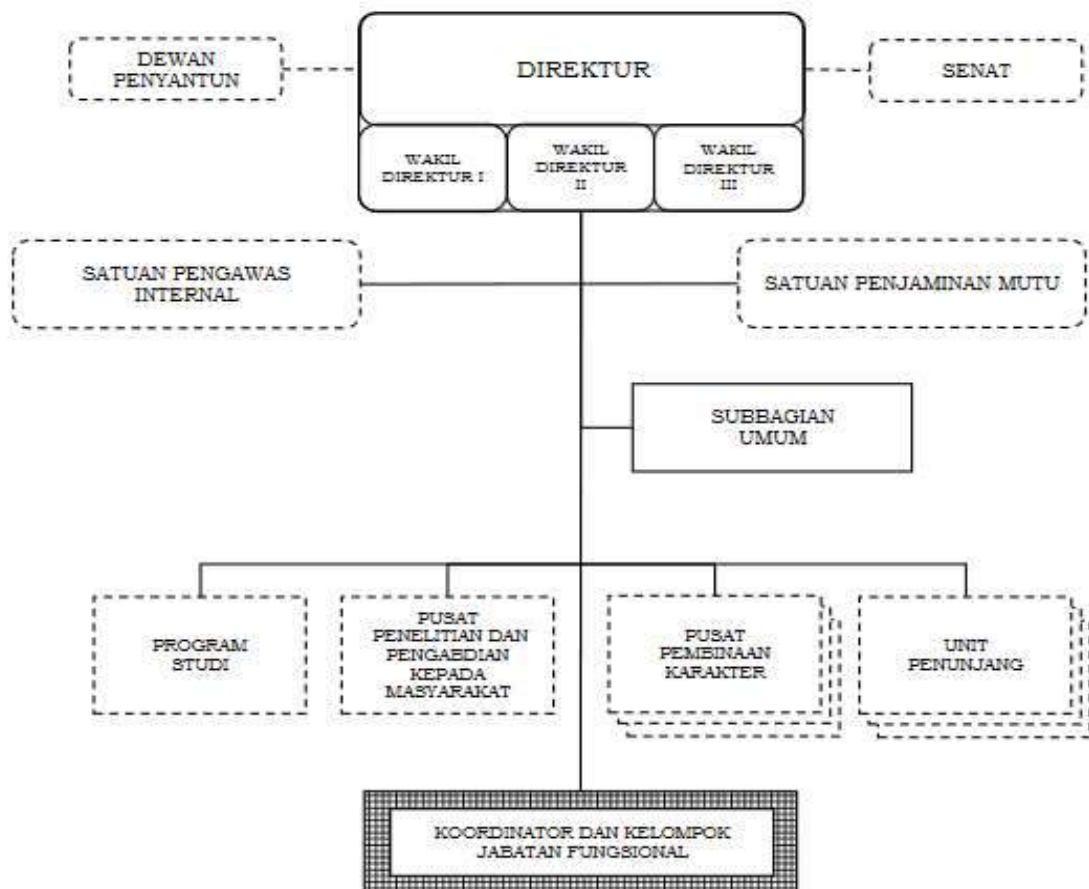 DEWAN
PENYANTUN
DIREKTUR
SENAT
WAKIL
DIREKTUR I
WAKIL
DIREKTUR
II
WAKIL
DIREKTUR
III
SATUAN PENGAWAS
INTERNAL
SATUAN PENJAMINAN MUTU
SUBBAGIAN
UMUM
PROGRAM
STUDI
PUSAT
PENELITIAN DAN
PENGABDIAN
KEPADA
MASYARAKAT
PUSAT
PEMBINAAN
KARAKTER
UNIT
PENUNJANG
KOORDINATOR DAN KELOMPOK
JABATAN FUNGSIONAL